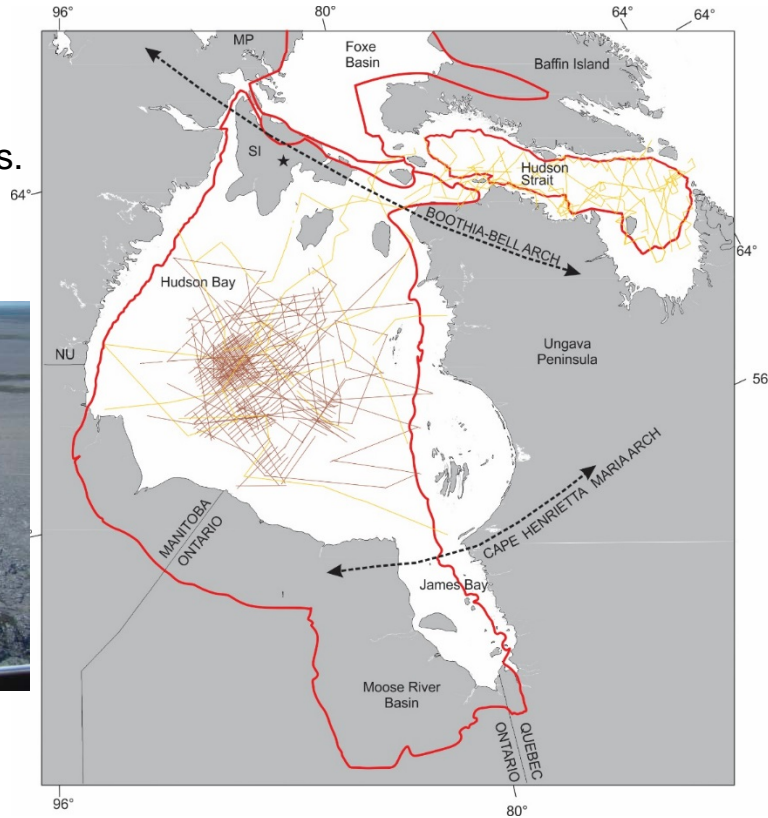 96°
80°
64°
64°
MP
Foxe
Basin
Baffin Island
s.
SI
Hudson
Strait
64°
BOOTHIA-BELL ARCH
64°
Hudson Bay
Ungava
Peninsula
NU
56°
CAPE HENRIETTA MARIA ARCH
MANITOBA
ONTARIO
James Bay
Moose River
Basin
ONTARIO
QUEBEC
96°
80°